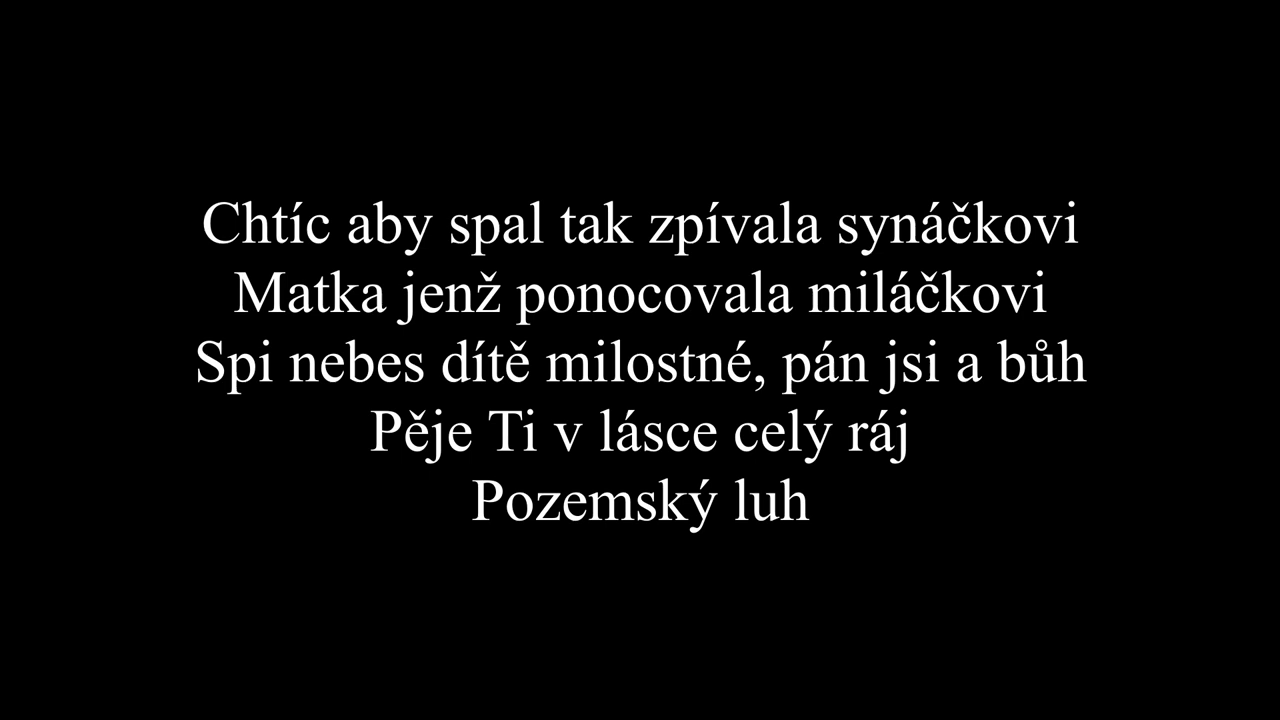 Chtíc aby spal tak zpívala synáčkovi
Matka jenž ponocovala miláčkovi
Spi nebes dítě milostné, pán jsi a bůh
Pěje Ti v lásce celý ráj
Pozemský luh